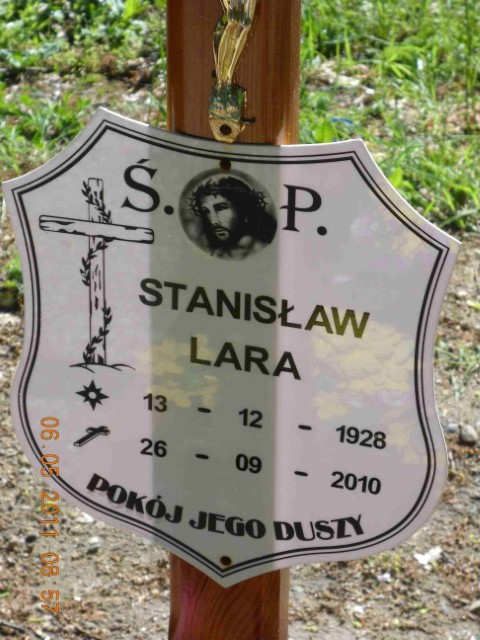 Ś. P.
STANISŁAW
LARA
13 - 12 - 1928
26 - 09 - 2010
POKÓJ JEGO DUSZY
06.05.2011 08:57